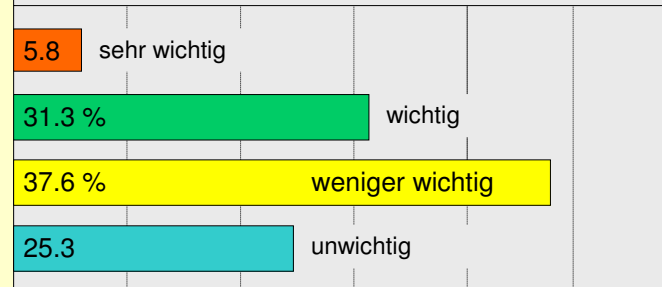 5.8 sehr wichtig
31.3 % wichtig
37.6 % weniger wichtig
25.3 unwichtig